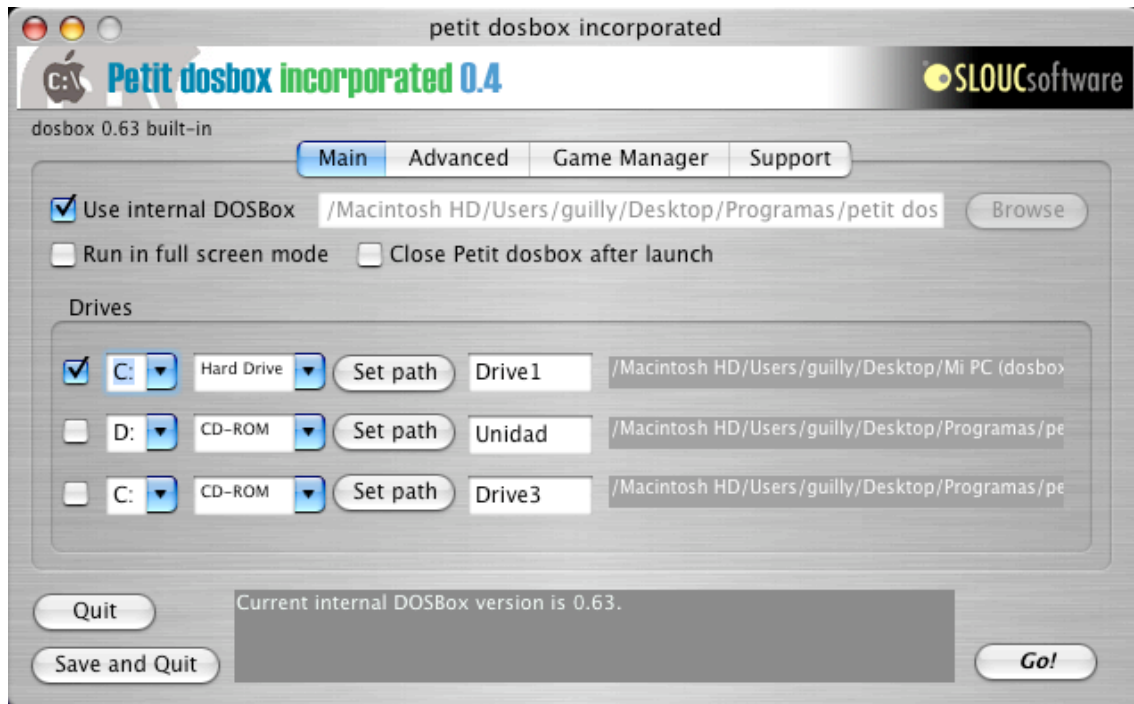 petit dosbox incorporated
C:\ Petit dosbox incorporated 0.4 SLOUCsoftware
dosbox 0.63 built-in
Main Advanced Game Manager Support
Use internal DOSBox /Macintosh HD/Users/guilly/Desktop/Programas/petit dos Browse
Run in full screen mode Close Petit dosbox after launch
Drives
C: Hard Drive Set path Drive1 /Macintosh HD/Users/guilly/Desktop/Mi PC (dosbox
D: CD-ROM Set path Unidad /Macintosh HD/Users/guilly/Desktop/Programas/pe
C: CD-ROM Set path Drive3 /Macintosh HD/Users/guilly/Desktop/Programas/pe
Quit Current internal DOSBox version is 0.63.
Save and Quit Go!